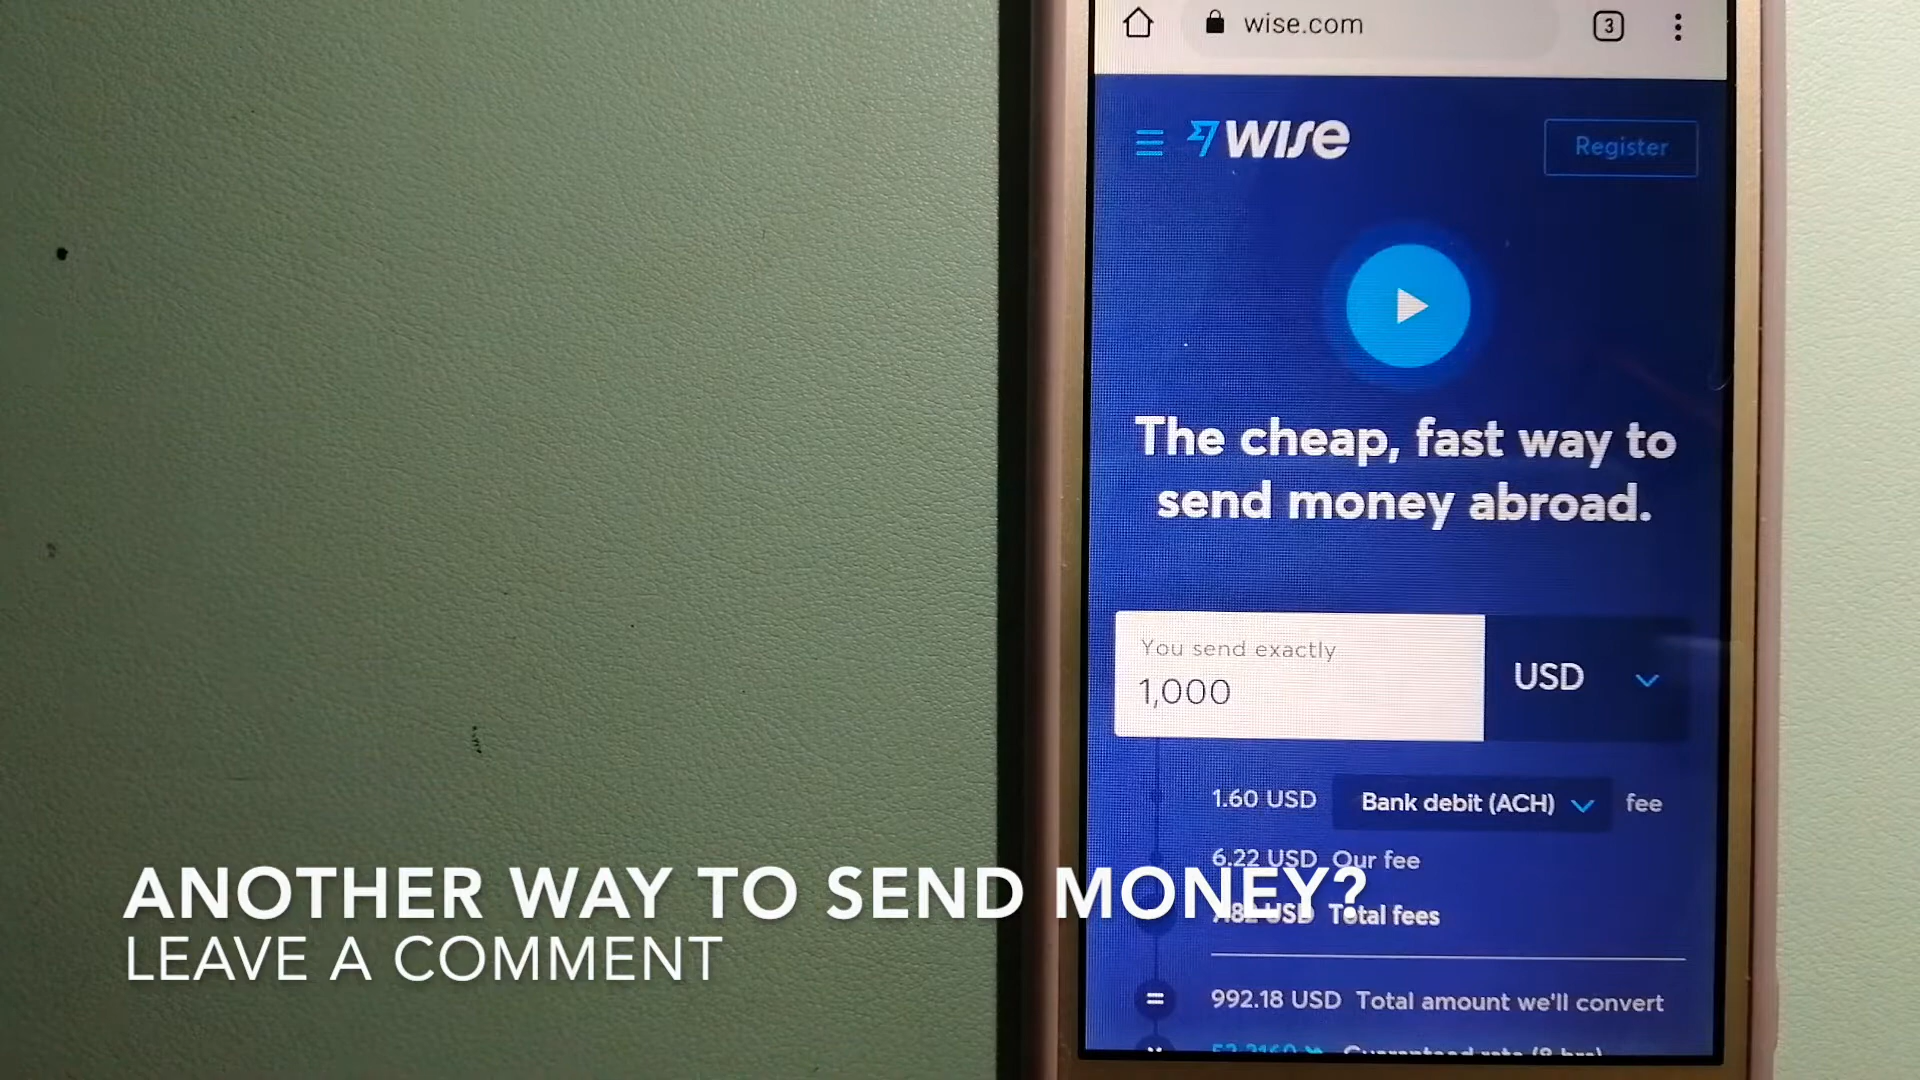 wise.com
3
wise
Register
The cheap, fast way to
send money abroad.
You send exactly
1,000
USD
1.60 USD Bank debit (ACH) fee
6.22 USD Our fee
USD Total fees
992.18 USD Total amount we'll convert
ANOTHER WAY TO SEND MONEY?
LEAVE A COMMENT